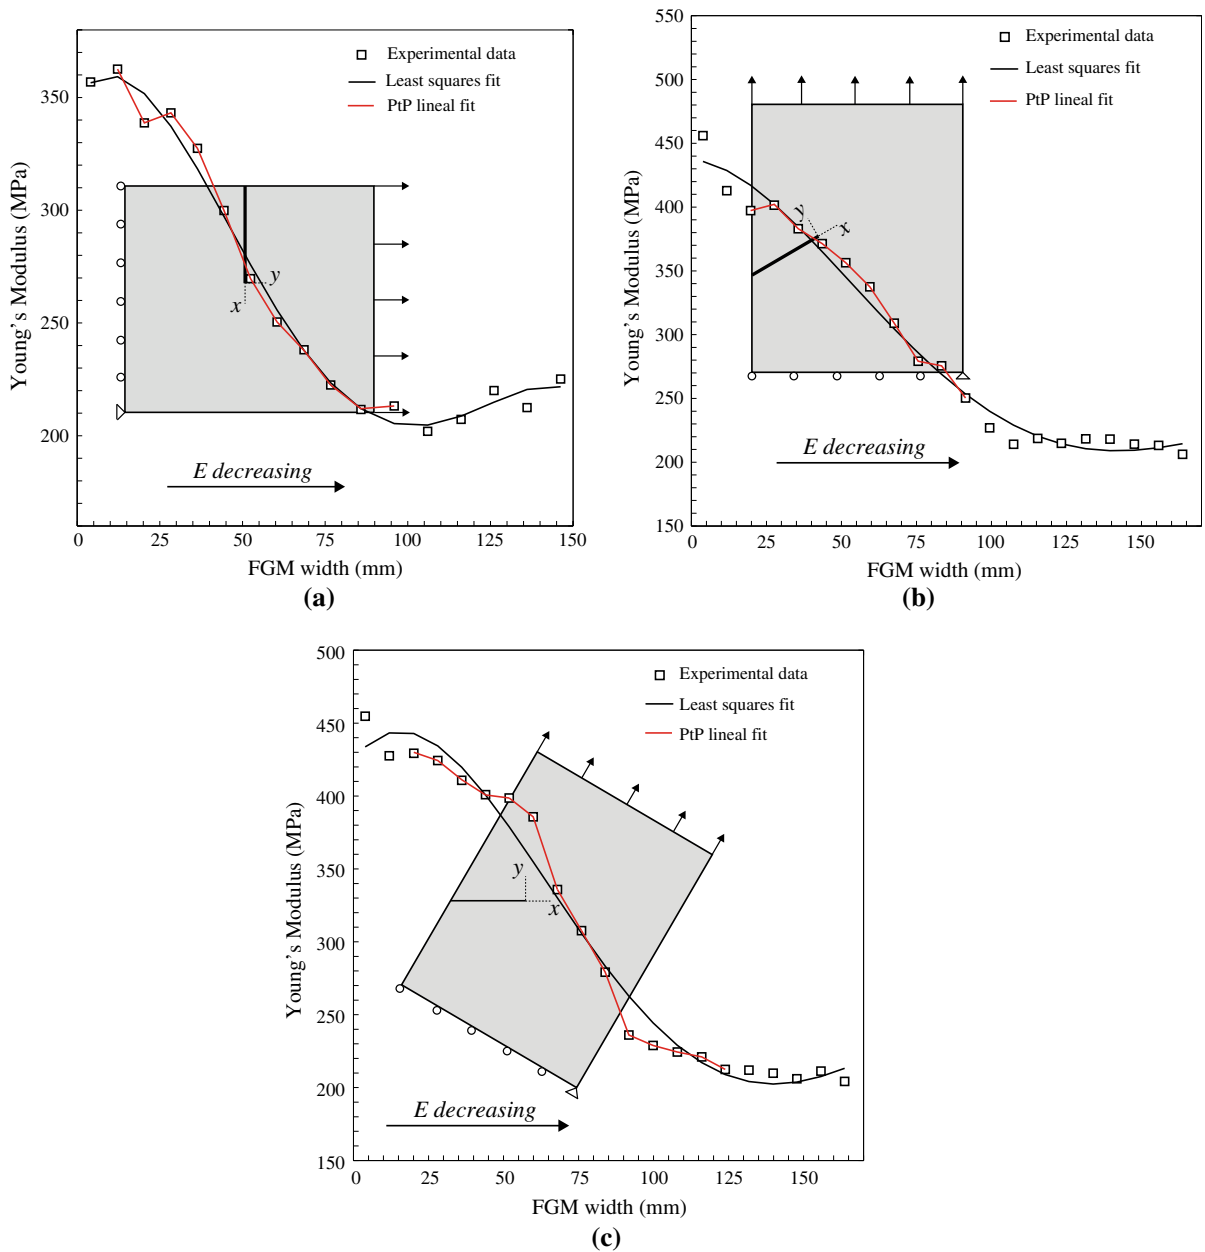 Experimental data
Least squares fit
PtP lineal fit
350
300
250
200
Young's Modulus (MPa)
y
x
E decreasing
0 25 50 75 100 125 150
FGM width (mm)
(a)
550
500
450
400
350
300
250
200
150
Young's Modulus (MPa)
Experimental data
Least squares fit
PtP lineal fit
y
x
E decreasing
0 25 50 75 100 125 150
FGM width (mm)
(b)
500
450
400
350
300
250
200
150
Young's Modulus (MPa)
Experimental data
Least squares fit
PtP lineal fit
y
x
E decreasing
0 25 50 75 100 125 150
FGM width (mm)
(c)